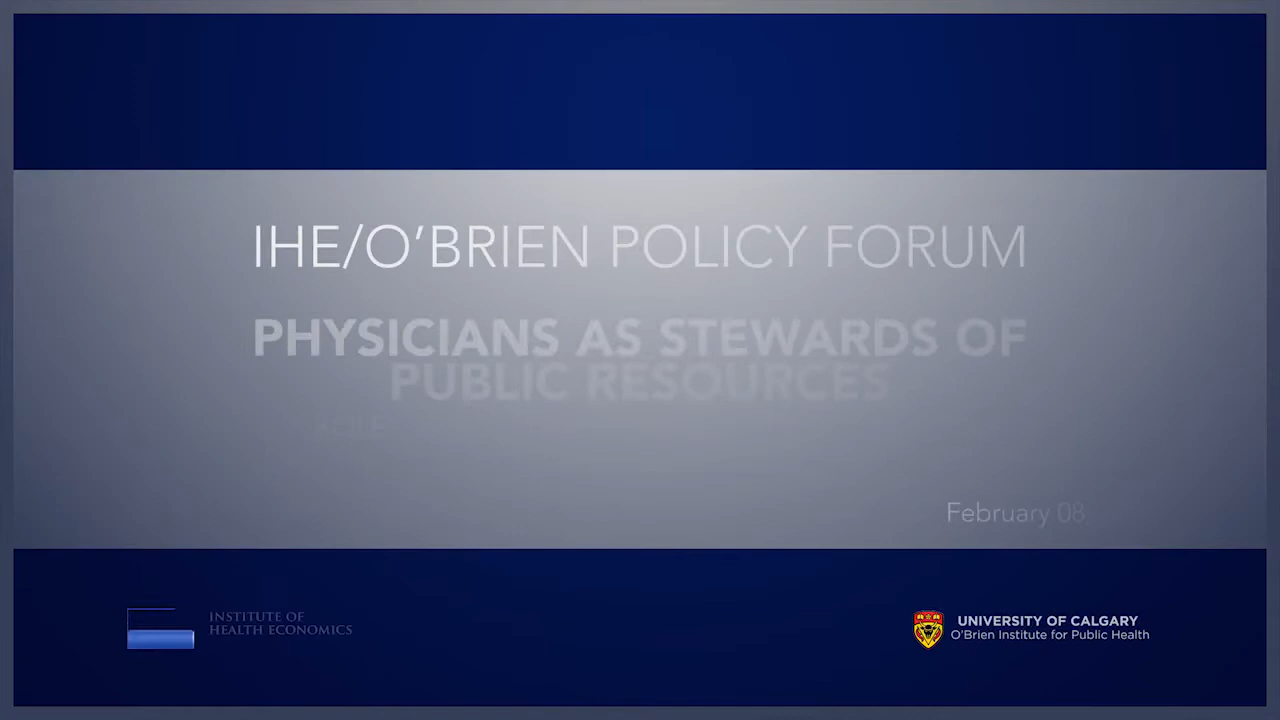 IHE/O'BRIEN POLICY FORUM
PHYSICIANS AS STEWARDS OF
PUBLIC RESOURCES
February 08
INSTITUTE OF
HEALTH ECONOMICS
UNIVERSITY OF CALGARY
O'Brien Institute for Public Health